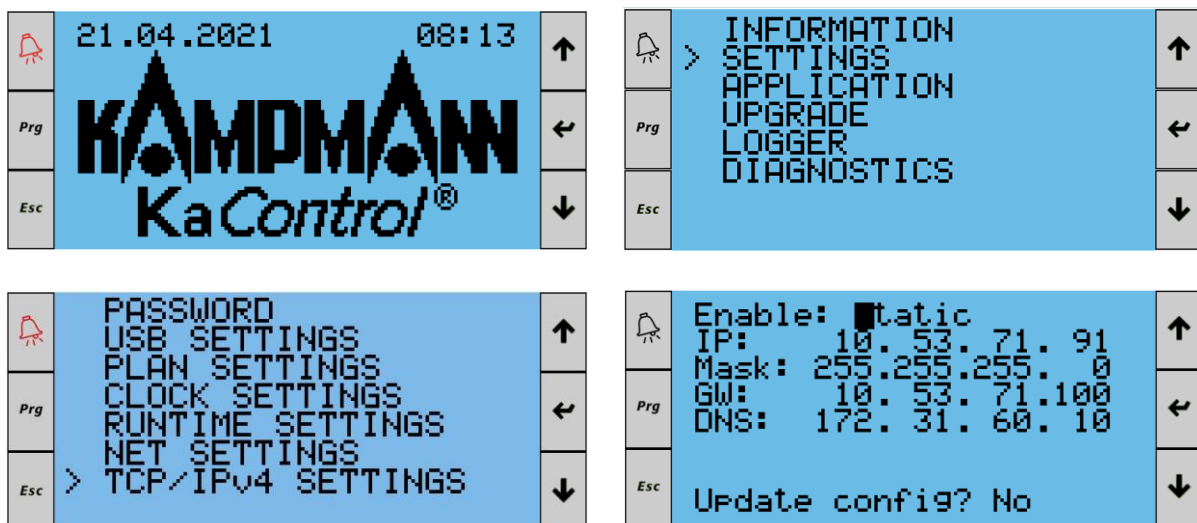 21.04.2021 08:13
KAMPMANN
KaControl®
Prg
Esc
INFORMATION
> SETTINGS
APPLICATION
UPGRADE
LOGGER
DIAGNOSTICS
Prg
Esc
PASSWORD
USB SETTINGS
PLAN SETTINGS
CLOCK SETTINGS
RUNTIME SETTINGS
NET SETTINGS
> TCP/IPv4 SETTINGS
Prg
Esc
Enable: tatic
IP: 10. 53. 71. 91
Mask: 255.255.255. 0
GW: 10. 53. 71.100
DNS: 172. 31. 60. 10
Update config? No
Prg
Esc